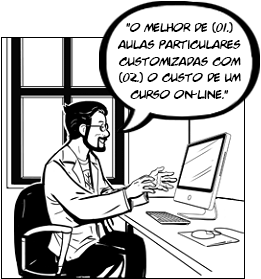 "O MELHOR DE (01.)
AULAS PARTICULARES
CUSTOMIZADAS COM
(02.) O CUSTO DE UM
CURSO ON-LINE."